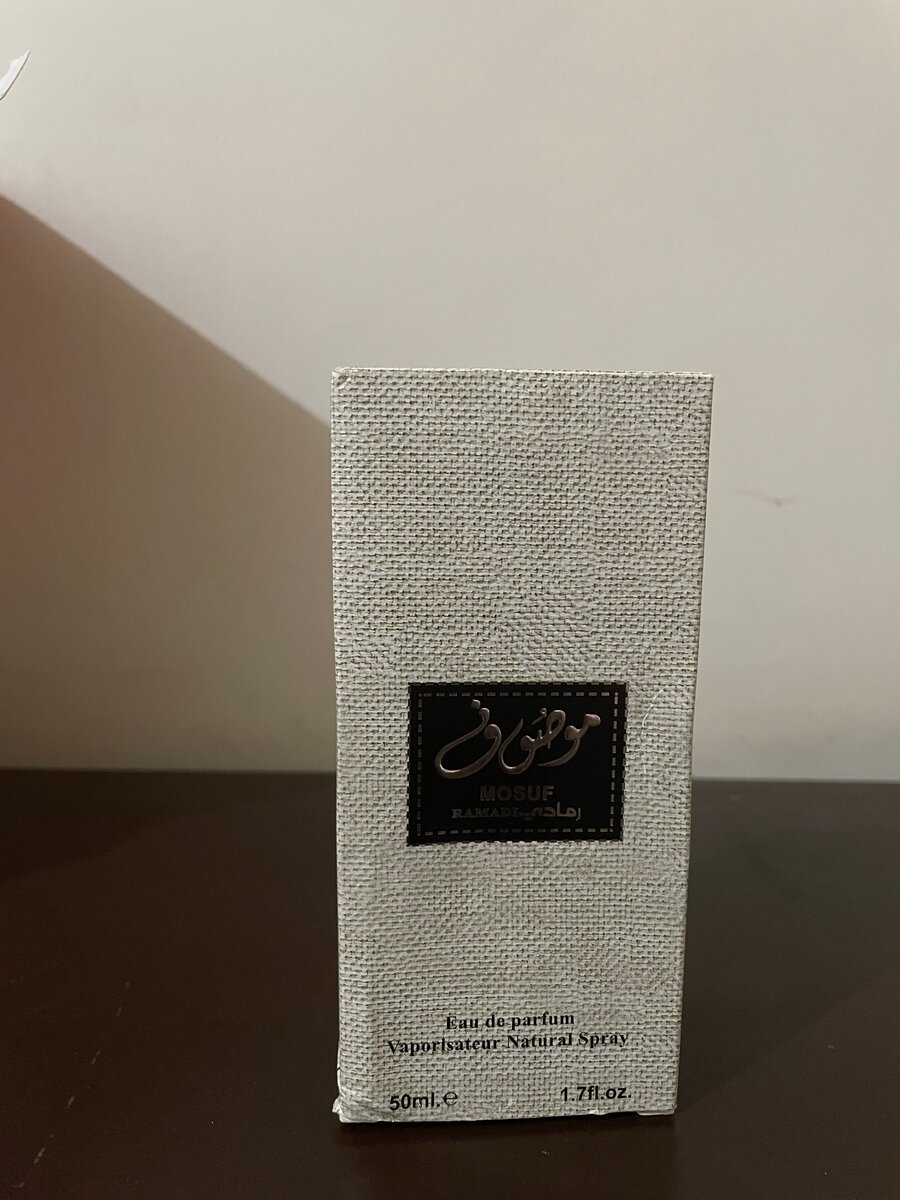 موصوف
MOSUF
RAMADI رمادي
Eau de parfum
Vaporisateur Natural Spray
50ml.℮ 1.7fl.oz.